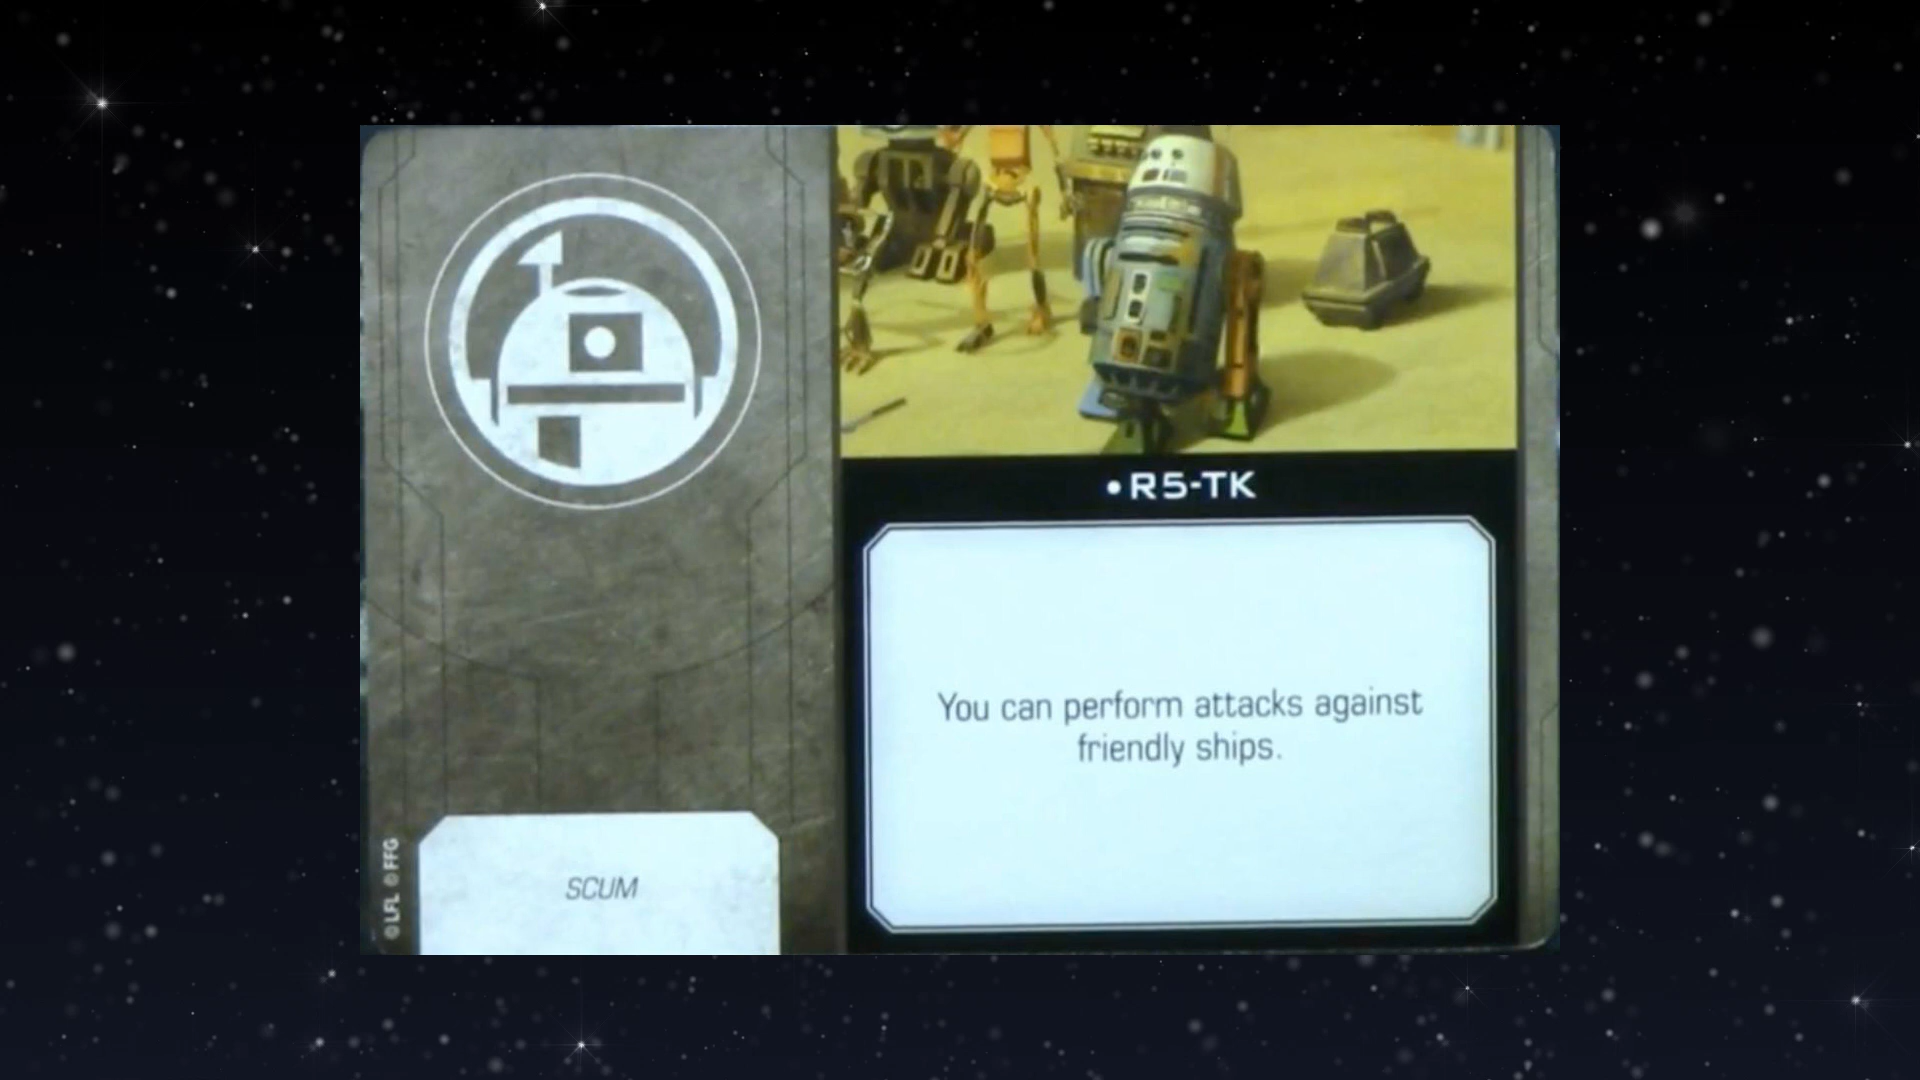 •R5-TK
You can perform attacks against
friendly ships.
SCUM
©LFL ©FFG